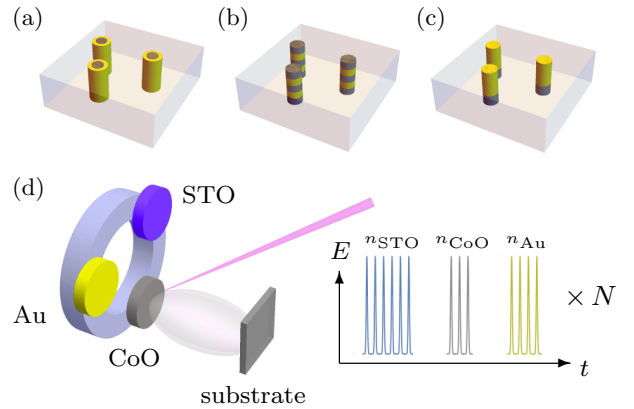 (a)
(b)
(c)
(d)
STO
Au
CoO
substrate
E
nSTO
nCoO
nAu
× N
t